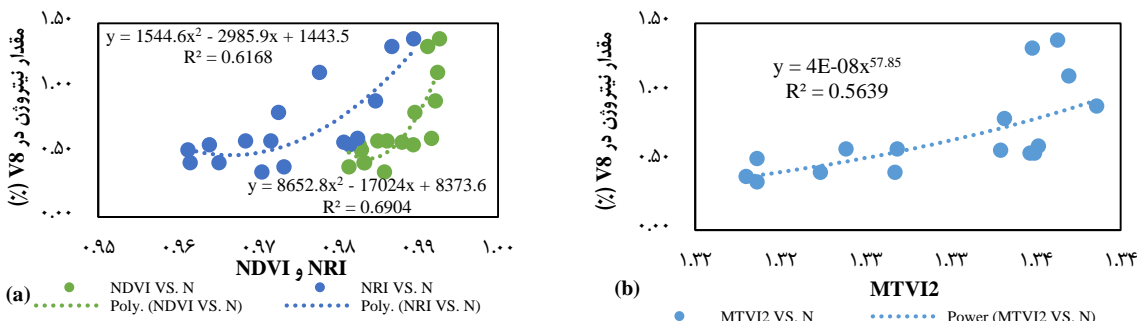 مقدار نیتروژن در V8 (%)
۱.۵۰
۱.۰۰
۰.۵۰
۰.۰۰
y = 1544.6x² - 2985.9x + 1443.5
R² = 0.6168
y = 8652.8x² - 17024x + 8373.6
R² = 0.6904
۰.۹۵ ۰.۹۶ ۰.۹۷ ۰.۹۸ ۰.۹۹ ۱.۰۰
NDVI و NRI
NDVI VS. N NRI VS. N
(a) Poly. (NDVI VS. N) Poly. (NRI VS. N)
مقدار نیتروژن در V8 (%)
۱.۵۰
۱.۰۰
۰.۵۰
۰.۰۰
y = 4E-08x⁵⁷·⁸⁵
R² = 0.5639
۱.۳۲ ۱.۳۲ ۱.۳۳ ۱.۳۳ ۱.۳۴ ۱.۳۴
(b) MTVI2
MTVI2 VS. N Power (MTVI2 VS. N)